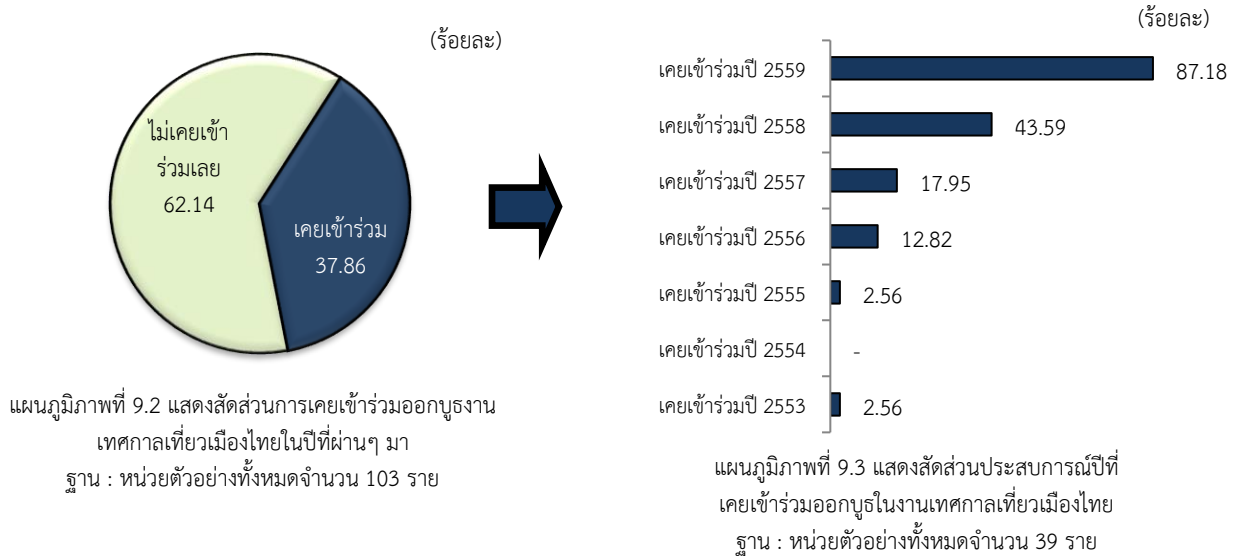 (ร้อยละ)
ไม่เคยเข้า
ร่วมเลย
62.14
เคยเข้าร่วม
37.86
แผนภูมิภาพที่ 9.2 แสดงสัดส่วนการเคยเข้าร่วมออกบูธงาน
เทศกาลเที่ยวเมืองไทยในปีที่ผ่านๆ มา
ฐาน : หน่วยตัวอย่างทั้งหมดจำนวน 103 ราย
(ร้อยละ)
เคยเข้าร่วมปี 2559 87.18
เคยเข้าร่วมปี 2558 43.59
เคยเข้าร่วมปี 2557 17.95
เคยเข้าร่วมปี 2556 12.82
เคยเข้าร่วมปี 2555 2.56
เคยเข้าร่วมปี 2554 -
เคยเข้าร่วมปี 2553 2.56
แผนภูมิภาพที่ 9.3 แสดงสัดส่วนประสบการณ์ปีที่
เคยเข้าร่วมออกบูธในงานเทศกาลเที่ยวเมืองไทย
ฐาน : หน่วยตัวอย่างทั้งหมดจำนวน 39 ราย